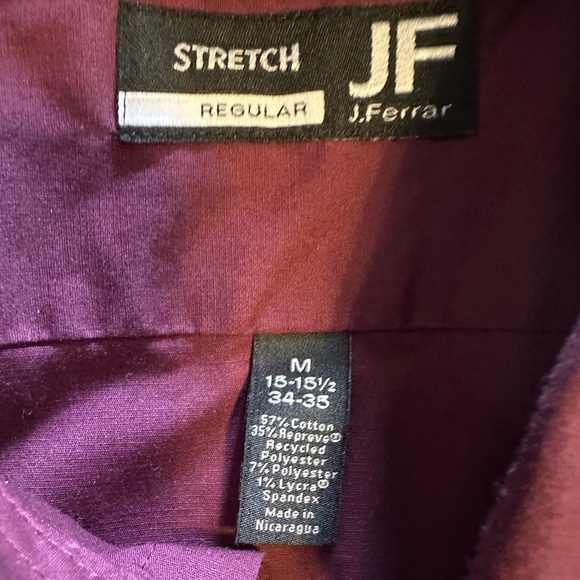 STRETCH
REGULAR
JF
J.Ferrar
M
15-15½
34-35
57% Cotton
35% Repreve®
Recycled
Polyester
7% Polyester
1% Lycra®
Spandex
Made in
Nicaragua